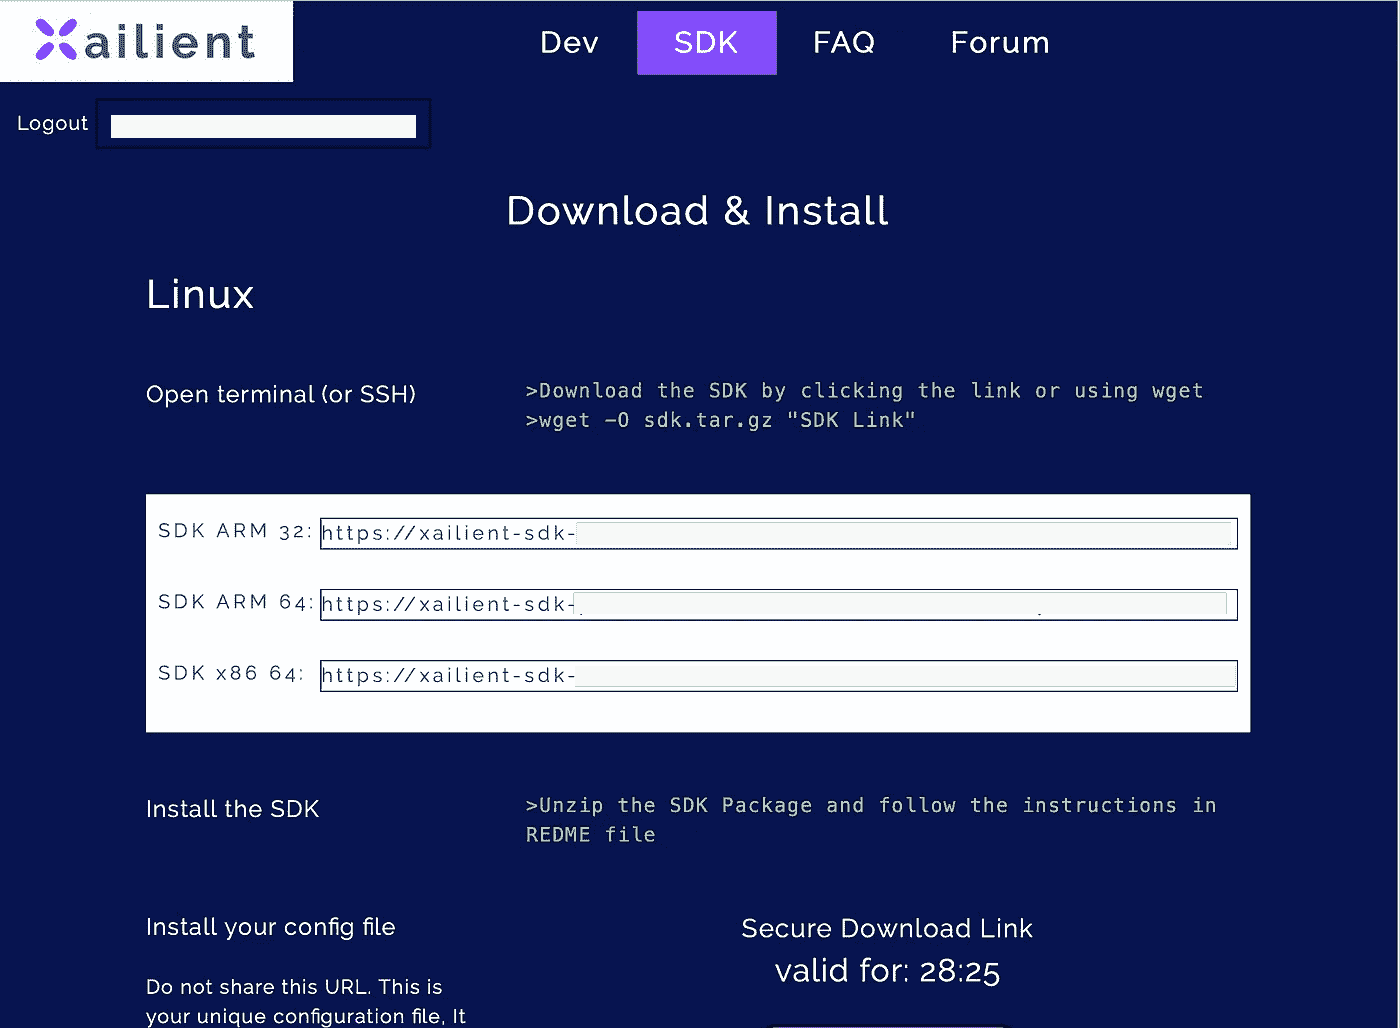 Xailient
Dev SDK FAQ Forum
Logout
Download & Install
Linux
Open terminal (or SSH)
>Download the SDK by clicking the link or using wget
>wget -O sdk.tar.gz "SDK Link"
SDK ARM 32: https://xailient-sdk-
SDK ARM 64: https://xailient-sdk-
SDK x86 64: https://xailient-sdk-
Install the SDK
>Unzip the SDK Package and follow the instructions in
REDME file
Install your config file
Secure Download Link
valid for: 28:25
Do not share this URL. This is
your unique configuration file, It